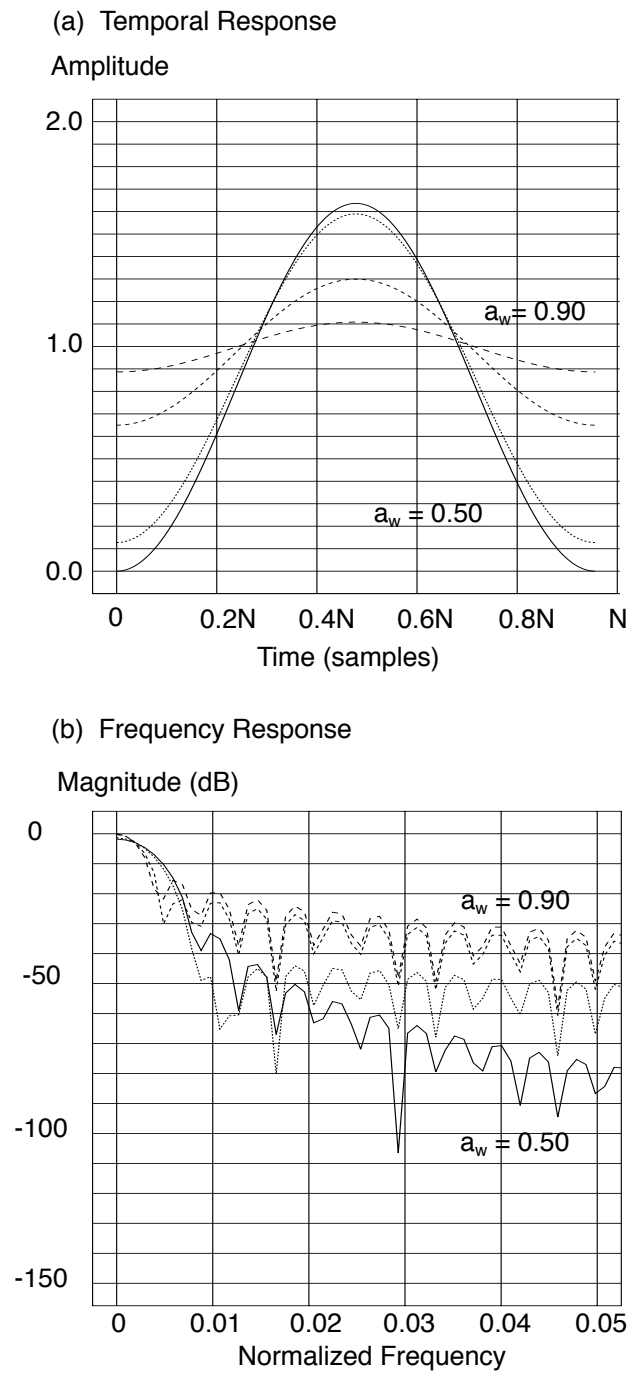 (a) Temporal Response
Amplitude
2.0
a_w = 0.90
1.0
a_w = 0.50
0.0
0 0.2N 0.4N 0.6N 0.8N N
Time (samples)
(b) Frequency Response
Magnitude (dB)
0
a_w = 0.90
-50
-100
a_w = 0.50
-150
0 0.01 0.02 0.03 0.04 0.05
Normalized Frequency